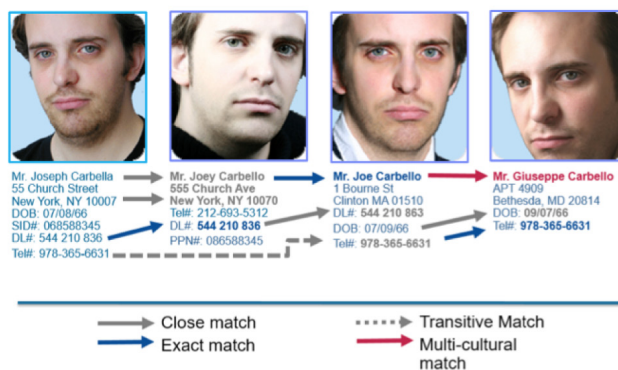 Mr. Joseph Carbella
55 Church Street
New York, NY 10007
DOB: 07/08/66
SID#: 068588345
DL#: 544 210 836
Tel#: 978-365-6631
Mr. Joey Carbello
555 Church Ave
New York, NY 10070
Tel#: 212-693-5312
DL#: 544 210 836
PPN#: 086588345
Mr. Joe Carbello
1 Bourne St
Clinton MA 01510
DL#: 544 210 863
DOB: 07/09/66
Tel#: 978-365-6631
Mr. Giuseppe Carbello
APT 4909
Bethesda, MD 20814
DOB: 09/07/66
Tel#: 978-365-6631
Close match
Exact match
Transitive Match
Multi-cultural
match